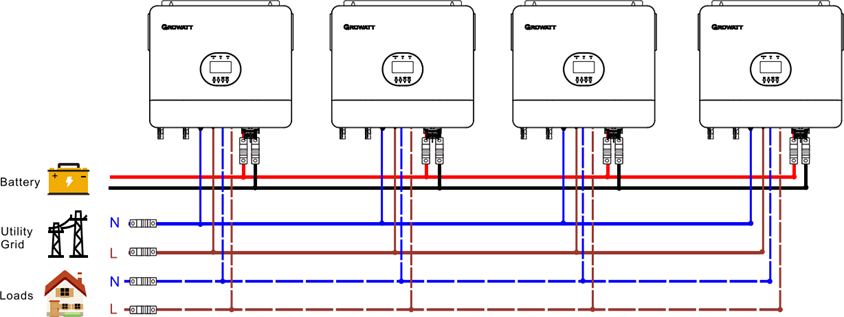 GROWATT
GROWATT
GROWATT
GROWATT
Battery
+ -
Utility
Grid
N
L
Loads
N
L